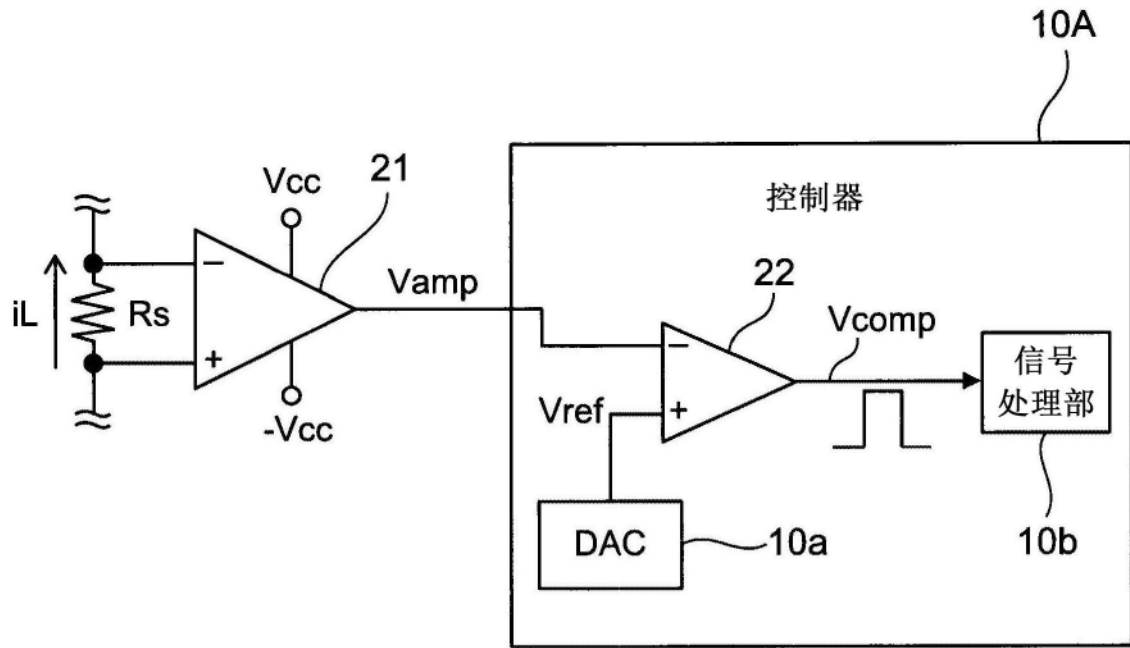 10A
控制器
Vcc
21
iL
Rs
−
+
-Vcc
Vamp
22
−
+
Vref
Vcomp
信号
处理部
DAC
10a
10b